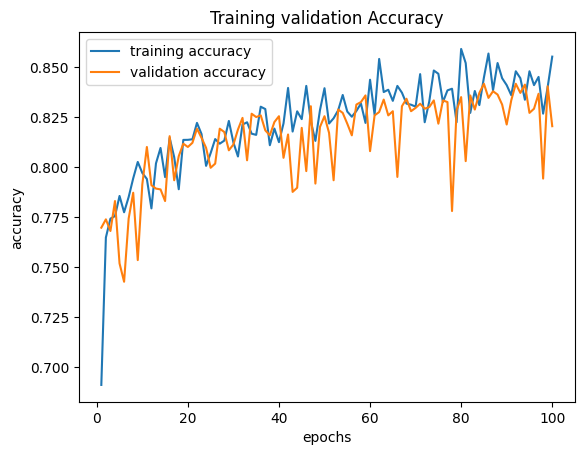 Training validation Accuracy
training accuracy
validation accuracy
0.850
0.825
0.800
0.775
0.750
0.725
0.700
accuracy
0
20
40
60
80
100
epochs